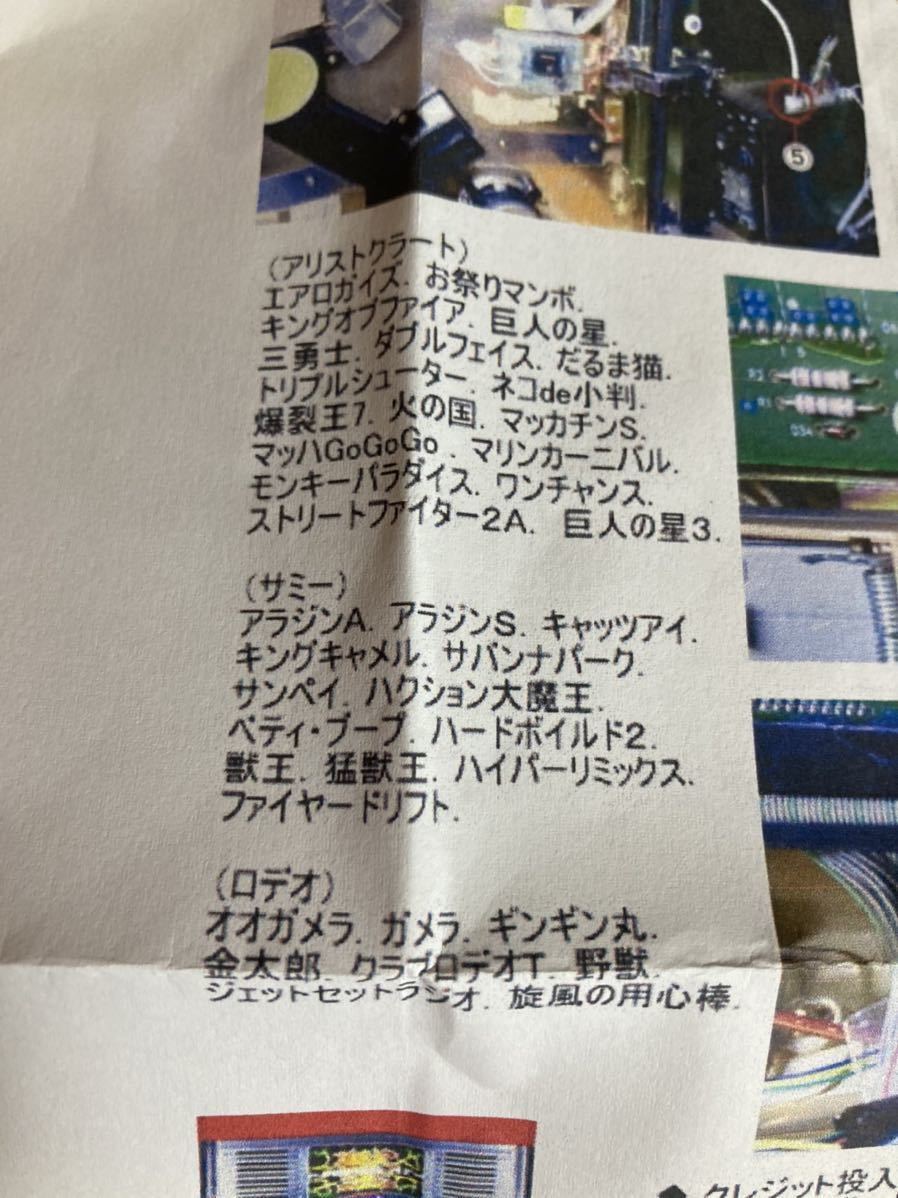 ⑤
(アリストクラート)
エアロガイズ. お祭りマンボ.
キングオブファイア. 巨人の星.
三勇士. ダブルフェイス. だるま猫.
トリプルシューター. ネコde小判.
爆裂王7. 火の国. マッカチンS.
マッハGoGoGo . マリンカーニバル.
モンキーパラダイス. ワンチャンス.
ストリートファイター2A. 巨人の星3.
(サミー)
アラジンA. アラジンS. キャッツアイ.
キングキャメル. サバンナパーク.
サンペイ. ハクション大魔王.
ベティ・ブープ. ハードボイルド2.
獣王. 猛獣王. ハイパーリミックス.
ファイヤードリフト.
(ロデオ)
オオガメラ. ガメラ. ギンギン丸.
金太郎. クラブロデオT. 野獣.
ジェットセットラジオ. 旋風の用心棒.
◆ クレジット投入